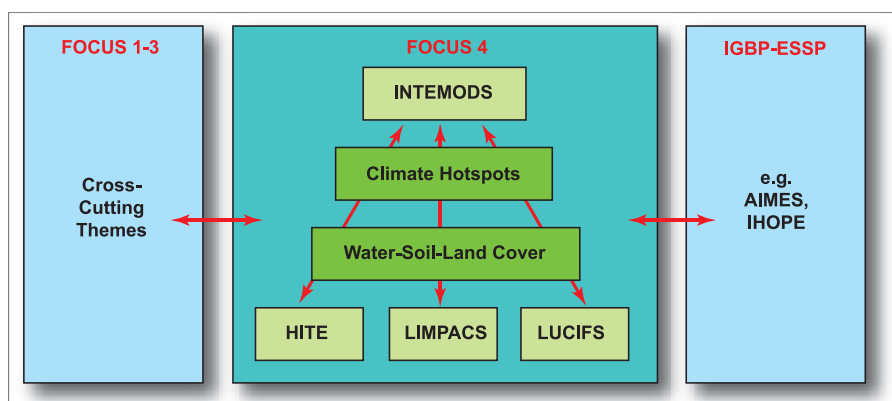 FOCUS 1-3
Cross-
Cutting
Themes
FOCUS 4
INTEMODS
Climate Hotspots
Water-Soil-Land Cover
HITE
LIMPACS
LUCIFS
IGBP-ESSP
e.g.
AIMES,
IHOPE